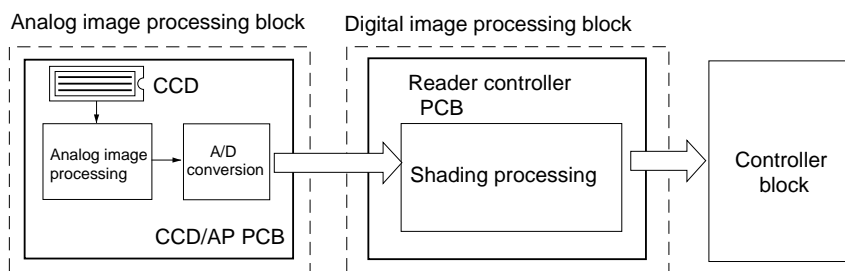 Analog image processing block
Digital image processing block
CCD
Analog image
processing
A/D
conversion
CCD/AP PCB
Reader controller
PCB
Shading processing
Controller
block